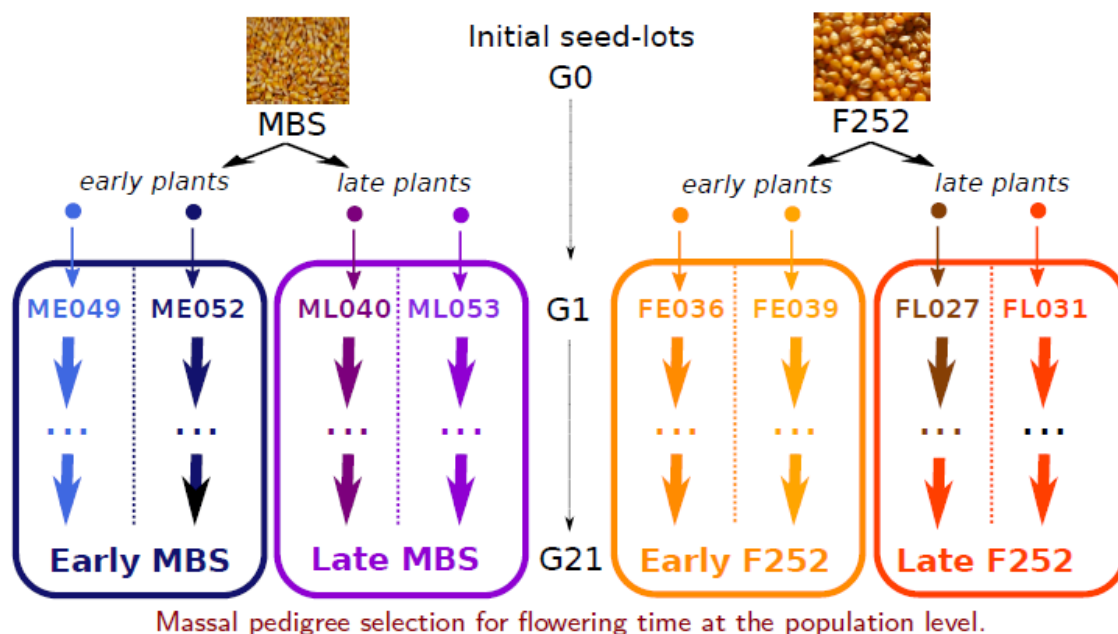 Initial seed-lots
G0
MBS
F252
early plants
late plants
early plants
late plants
ME049
ME052
ML040
ML053
G1
FE036
FE039
FL027
FL031
...
...
...
...
...
...
...
...
Early MBS
Late MBS
G21
Early F252
Late F252
Massal pedigree selection for flowering time at the population level.